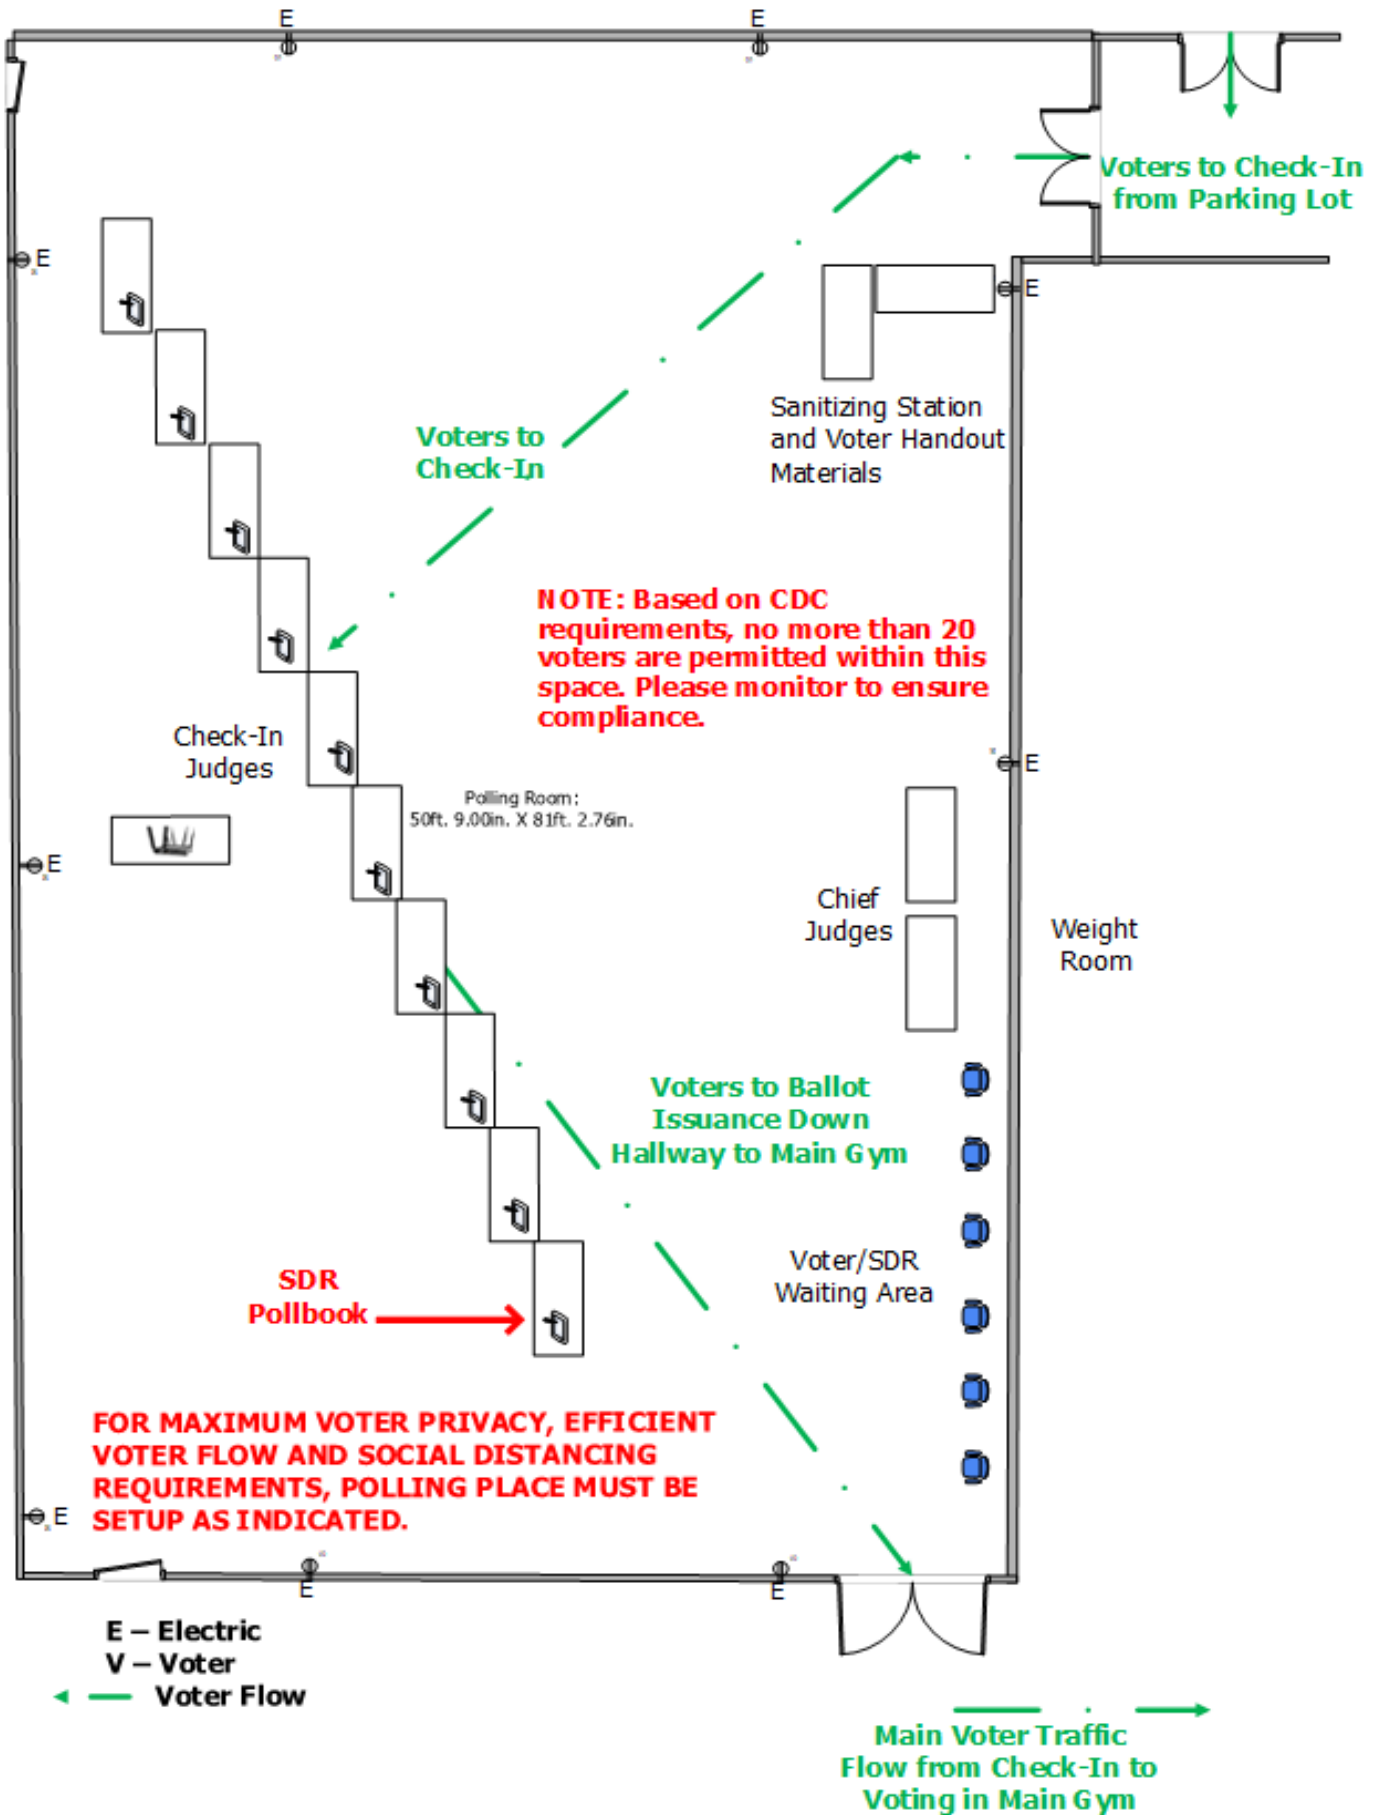 E
E
Voters to Check-In
from Parking Lot
E
E
Sanitizing Station
and Voter Handout
Materials
Voters to
Check-In
NOTE: Based on CDC
requirements, no more than 20
voters are permitted within this
space. Please monitor to ensure
compliance.
Check-In
Judges
E
Polling Room:
50ft. 9.00in. X 81ft. 2.76in.
E
Chief
Judges
Weight
Room
Voters to Ballot
Issuance Down
Hallway to Main Gym
Voter/SDR
Waiting Area
SDR
Pollbook
FOR MAXIMUM VOTER PRIVACY, EFFICIENT
VOTER FLOW AND SOCIAL DISTANCING
REQUIREMENTS, POLLING PLACE MUST BE
SETUP AS INDICATED.
E
E
E
E – Electric
V – Voter
Voter Flow
Main Voter Traffic
Flow from Check-In to
Voting in Main Gym